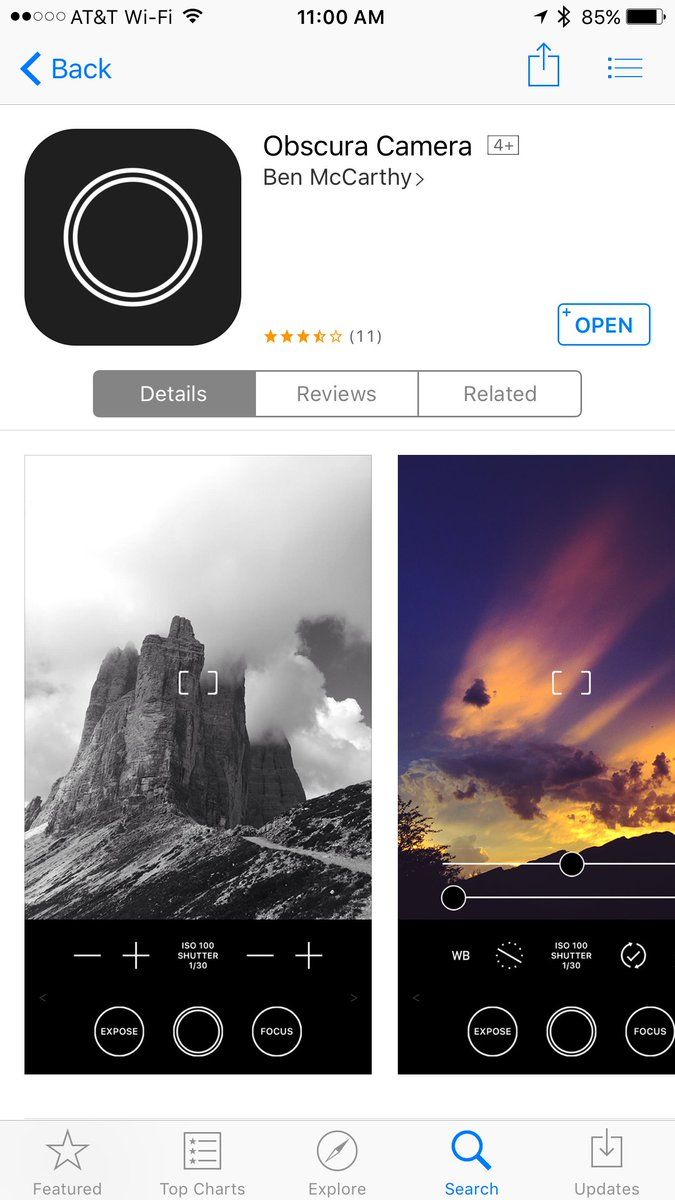 AT&T Wi-Fi 11:00 AM 85%
Back
Obscura Camera 4+
Ben McCarthy >
(11)
+ OPEN
Details Reviews Related
ISO 100
SHUTTER
1/30
< >
EXPOSE FOCUS
WB
ISO 100
SHUTTER
1/30
<
EXPOSE FOCUS
Featured Top Charts Explore Search Updates